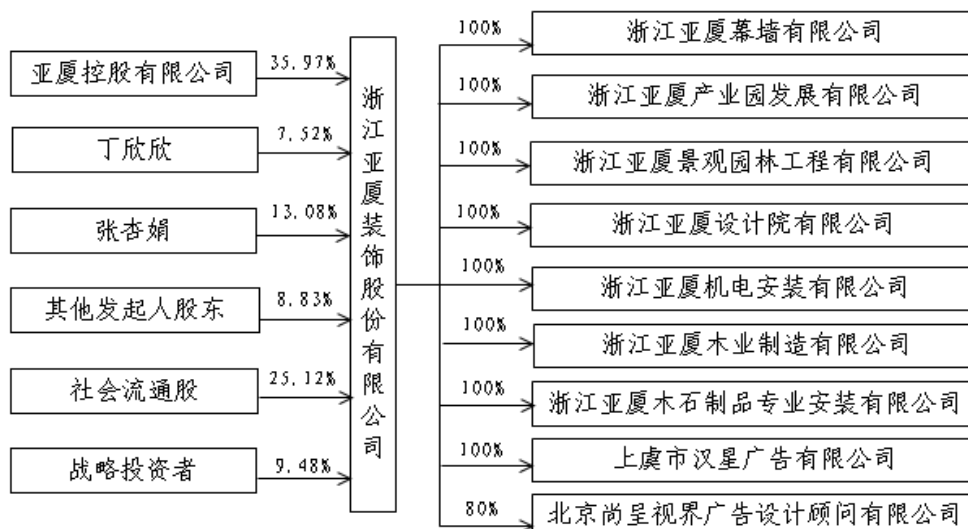 亚厦控股有限公司
35.97%
丁欣欣
7.52%
张杏娟
13.08%
其他发起人股东
8.83%
社会流通股
25.12%
战略投资者
9.48%
浙江亚厦装饰股份有限公司
100%
浙江亚厦幕墙有限公司
100%
浙江亚厦产业园发展有限公司
100%
浙江亚厦景观园林工程有限公司
100%
浙江亚厦设计院有限公司
100%
浙江亚厦机电安装有限公司
100%
浙江亚厦木业制造有限公司
100%
浙江亚厦木石制品专业安装有限公司
100%
上虞市汉星广告有限公司
80%
北京尚呈视界广告设计顾问有限公司